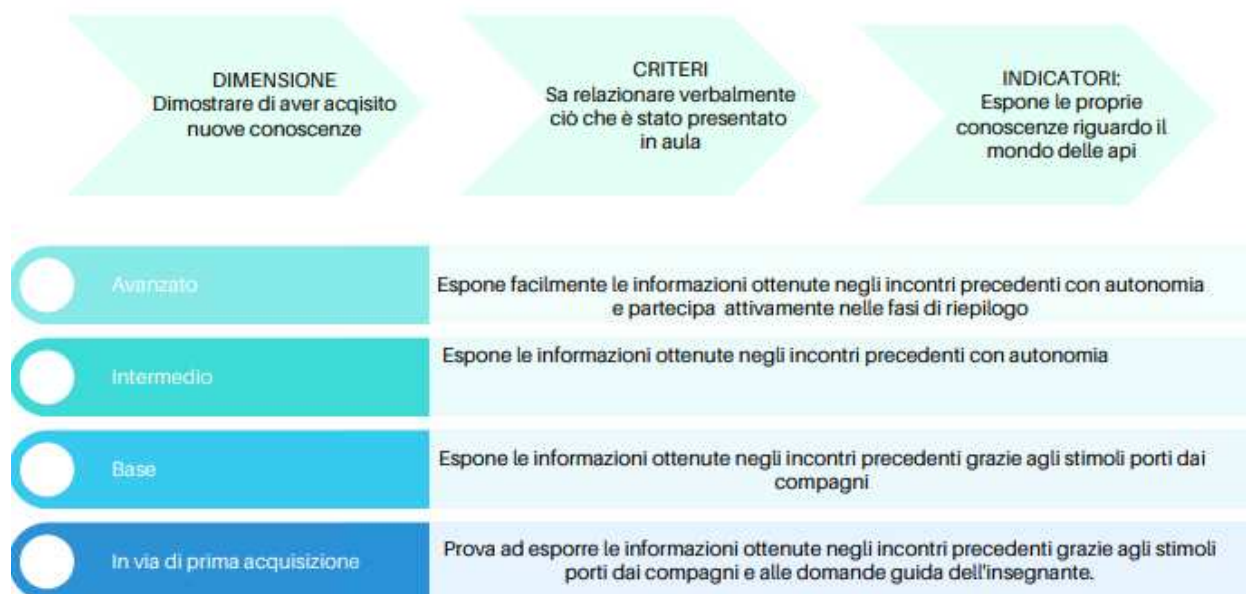 DIMENSIONE
Dimostrare di aver acqisito
nuove conoscenze
CRITERI
Sa relazionare verbalmente
ciò che è stato presentato
in aula
INDICATORI:
Espone le proprie
conoscenze riguardo il
mondo delle api
Avanzato
Espone facilmente le informazioni ottenute negli incontri precedenti con autonomia
e partecipa attivamente nelle fasi di riepilogo
Intermedio
Espone le informazioni ottenute negli incontri precedenti con autonomia
Base
Espone le informazioni ottenute negli incontri precedenti grazie agli stimoli porti dai
compagni
In via di prima acquisizione
Prova ad esporre le informazioni ottenute negli incontri precedenti grazie agli stimoli
porti dai compagni e alle domande guida dell'insegnante.